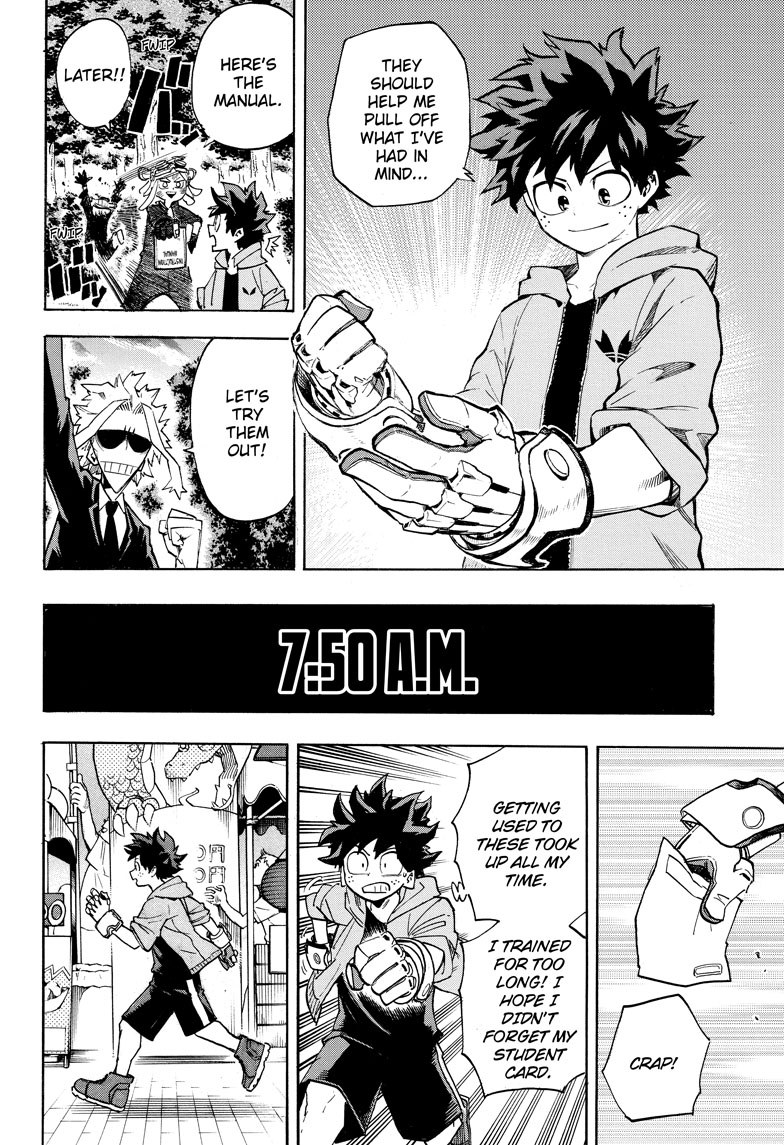 THEY
SHOULD
HELP ME
PULL OFF
WHAT I'VE
HAD IN
MIND...
HERE'S
THE
MANUAL.
FWIP
LATER!!
FWIP
LET'S
TRY
THEM
OUT!
7:50 A.M.
CRAP!
GETTING
USED TO
THESE TOOK
UP ALL MY
TIME.
I TRAINED
FOR TOO
LONG! I
HOPE I
DIDN'T
FORGET MY
STUDENT
CARD.
円
円